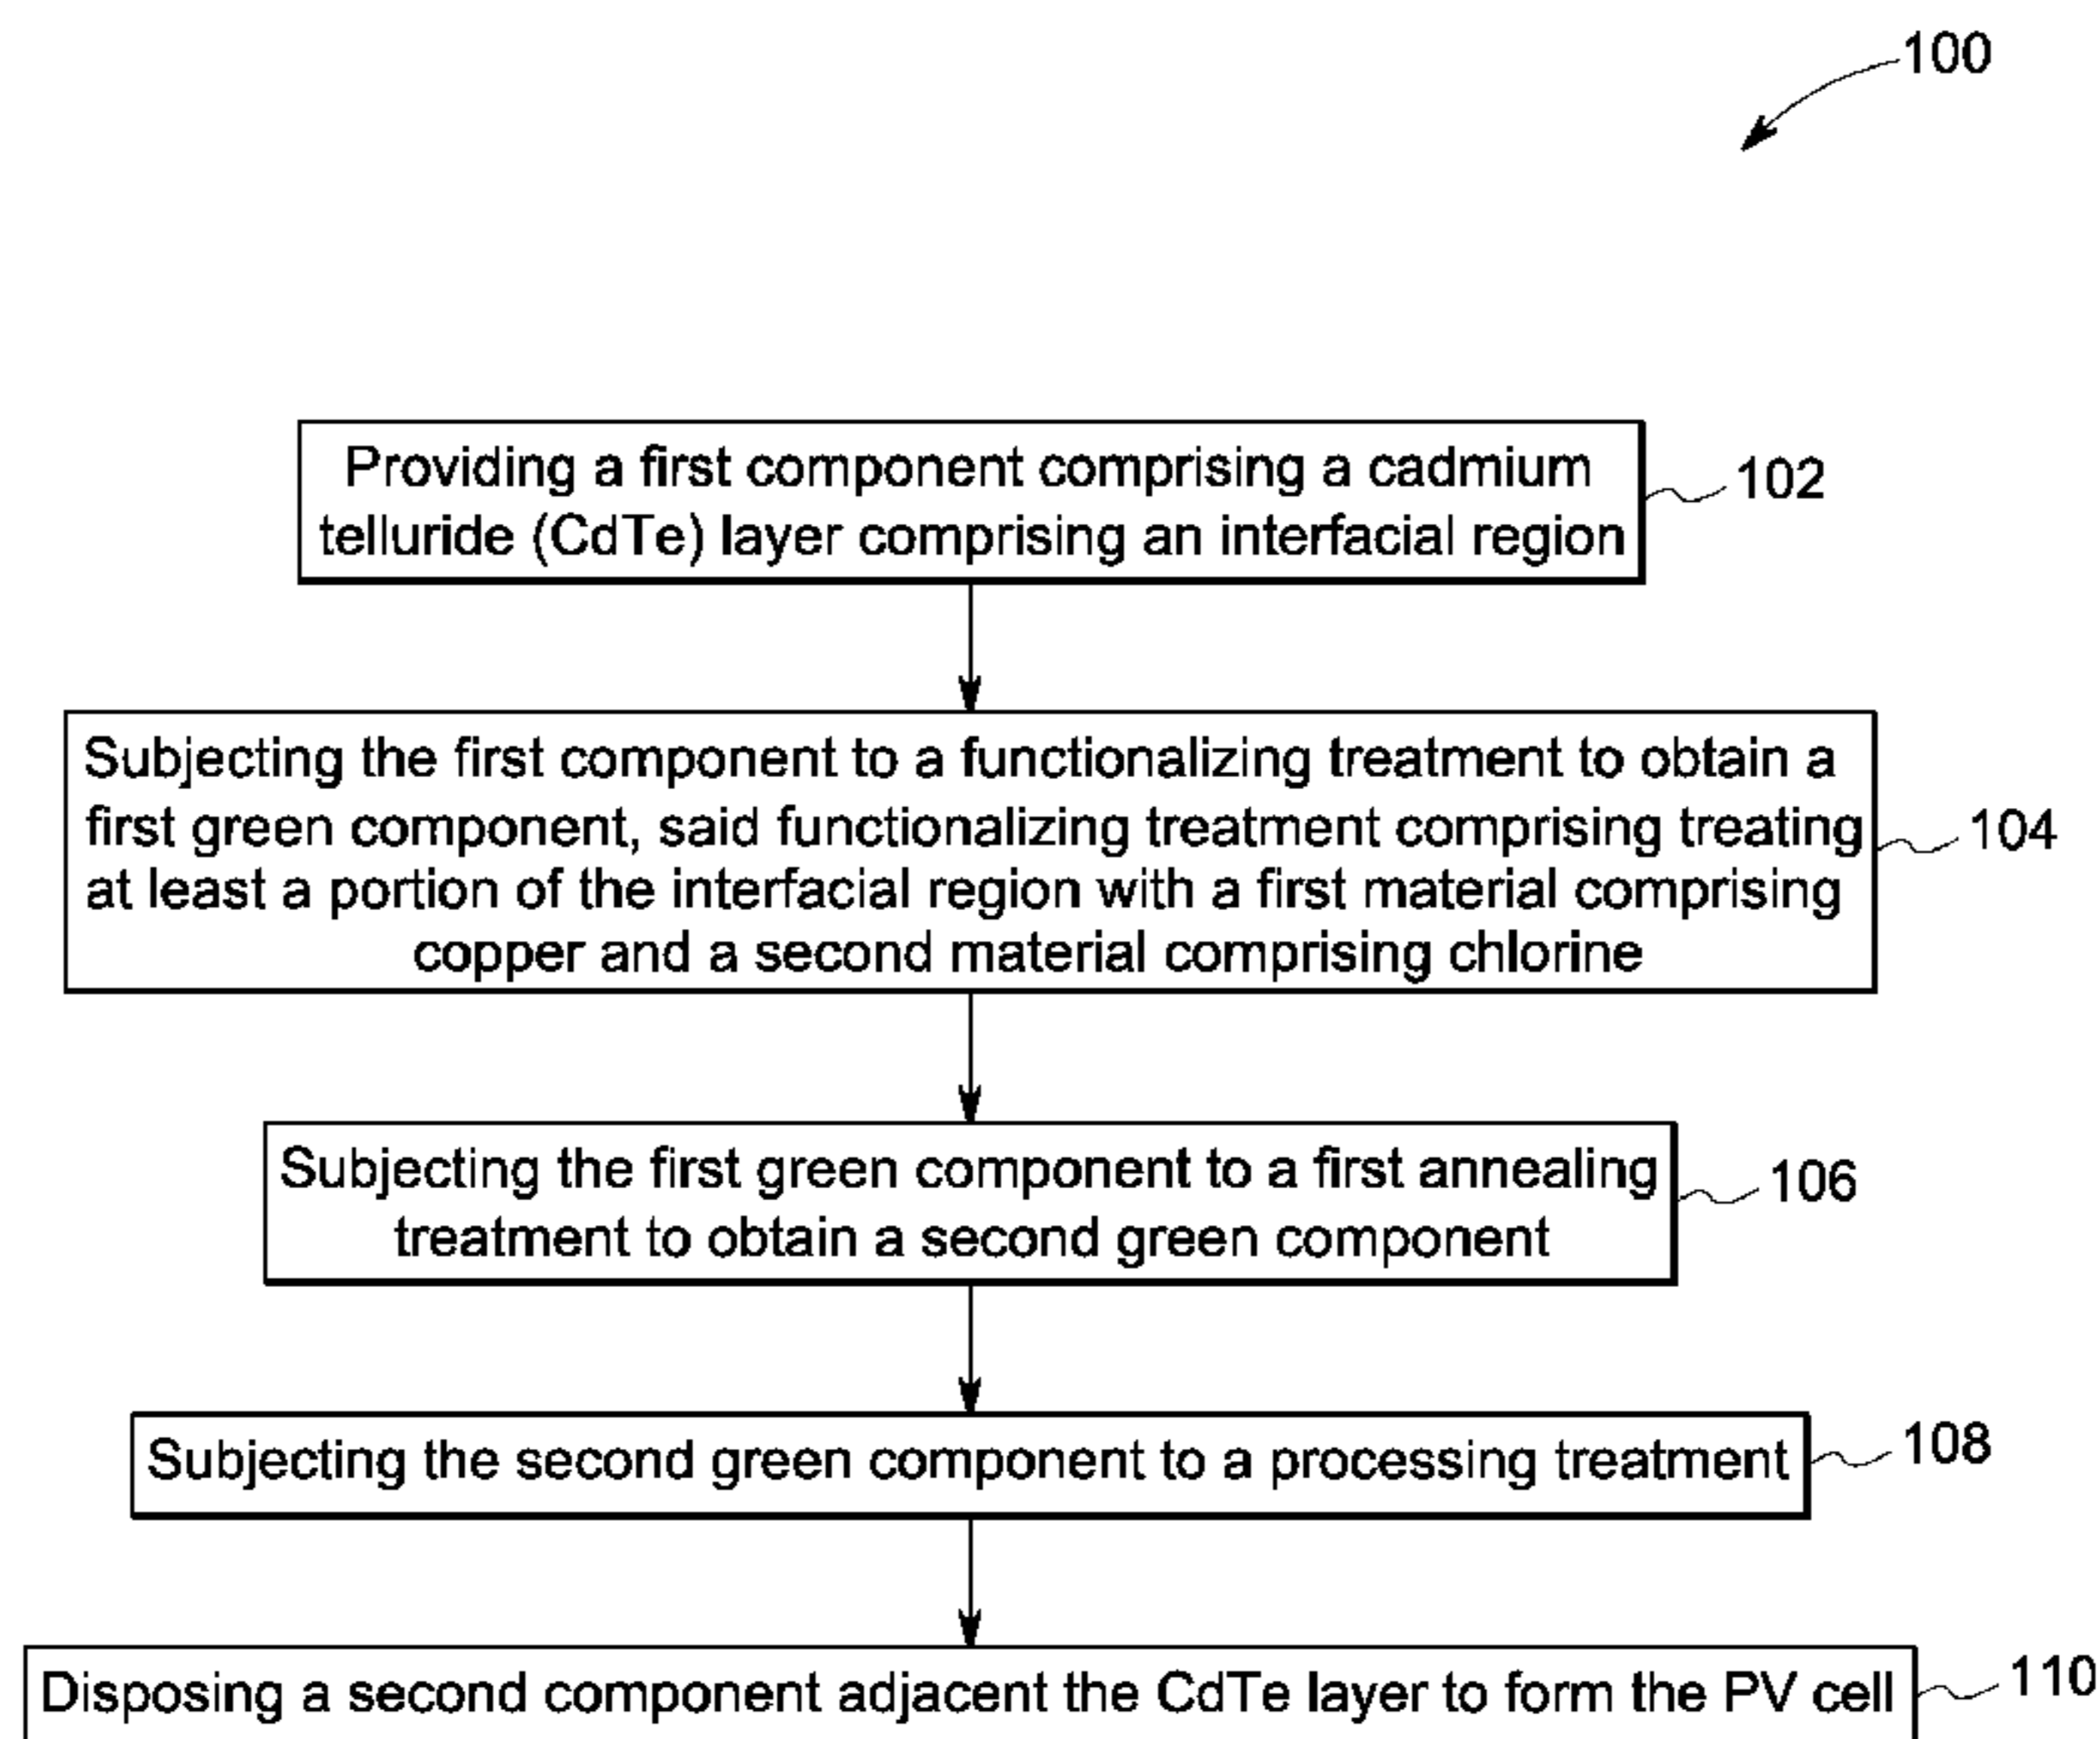 100
Providing a first component comprising a cadmium
telluride (CdTe) layer comprising an interfacial region
102
Subjecting the first component to a functionalizing treatment to obtain a
first green component, said functionalizing treatment comprising treating
at least a portion of the interfacial region with a first material comprising
copper and a second material comprising chlorine
104
Subjecting the first green component to a first annealing
treatment to obtain a second green component
106
Subjecting the second green component to a processing treatment
108
Disposing a second component adjacent the CdTe layer to form the PV cell
110